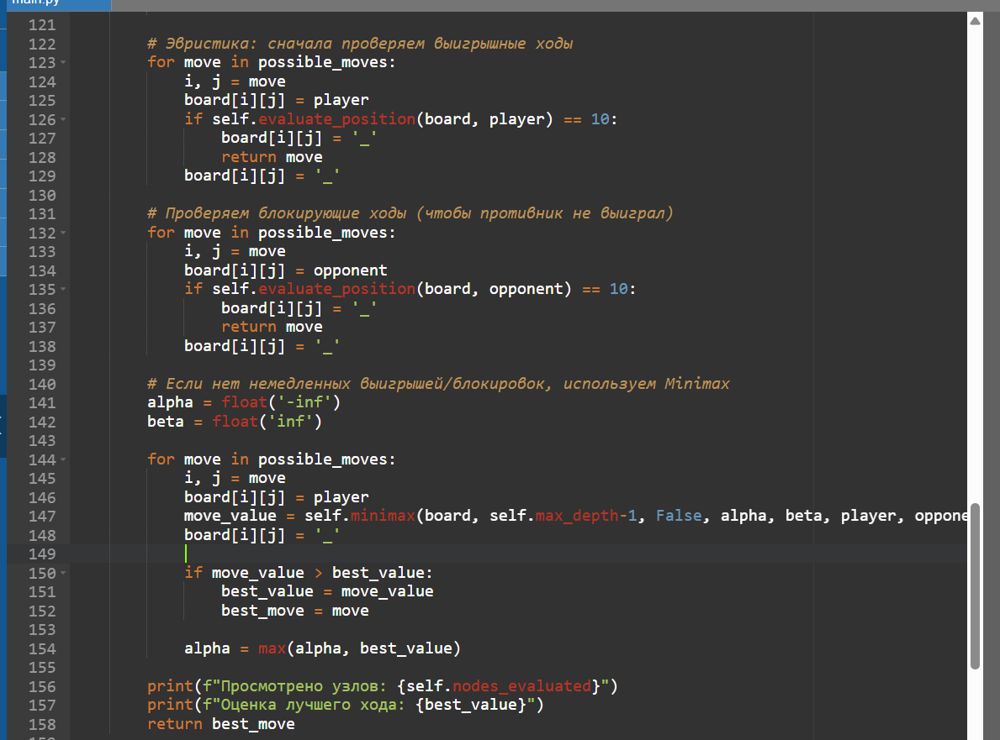 main.py
121
122 # Эвристика: сначала проверяем выигрышные ходы
123 for move in possible_moves:
124 i, j = move
125 board[i][j] = player
126 if self.evaluate_position(board, player) == 10:
127 board[i][j] = '_'
128 return move
129 board[i][j] = '_'
130
131 # Проверяем блокирующие ходы (чтобы противник не выиграл)
132 for move in possible_moves:
133 i, j = move
134 board[i][j] = opponent
135 if self.evaluate_position(board, opponent) == 10:
136 board[i][j] = '_'
137 return move
138 board[i][j] = '_'
139
140 # Если нет немедленных выигрышей/блокировок, используем Minimax
141 alpha = float('-inf')
142 beta = float('inf')
143
144 for move in possible_moves:
145 i, j = move
146 board[i][j] = player
147 move_value = self.minimax(board, self.max_depth-1, False, alpha, beta, player, oppone
148 board[i][j] = '_'
149
150 if move_value > best_value:
151 best_value = move_value
152 best_move = move
153
154 alpha = max(alpha, best_value)
155
156 print(f"Просмотрено узлов: {self.nodes_evaluated}")
157 print(f"Оценка лучшего хода: {best_value}")
158 return best_move